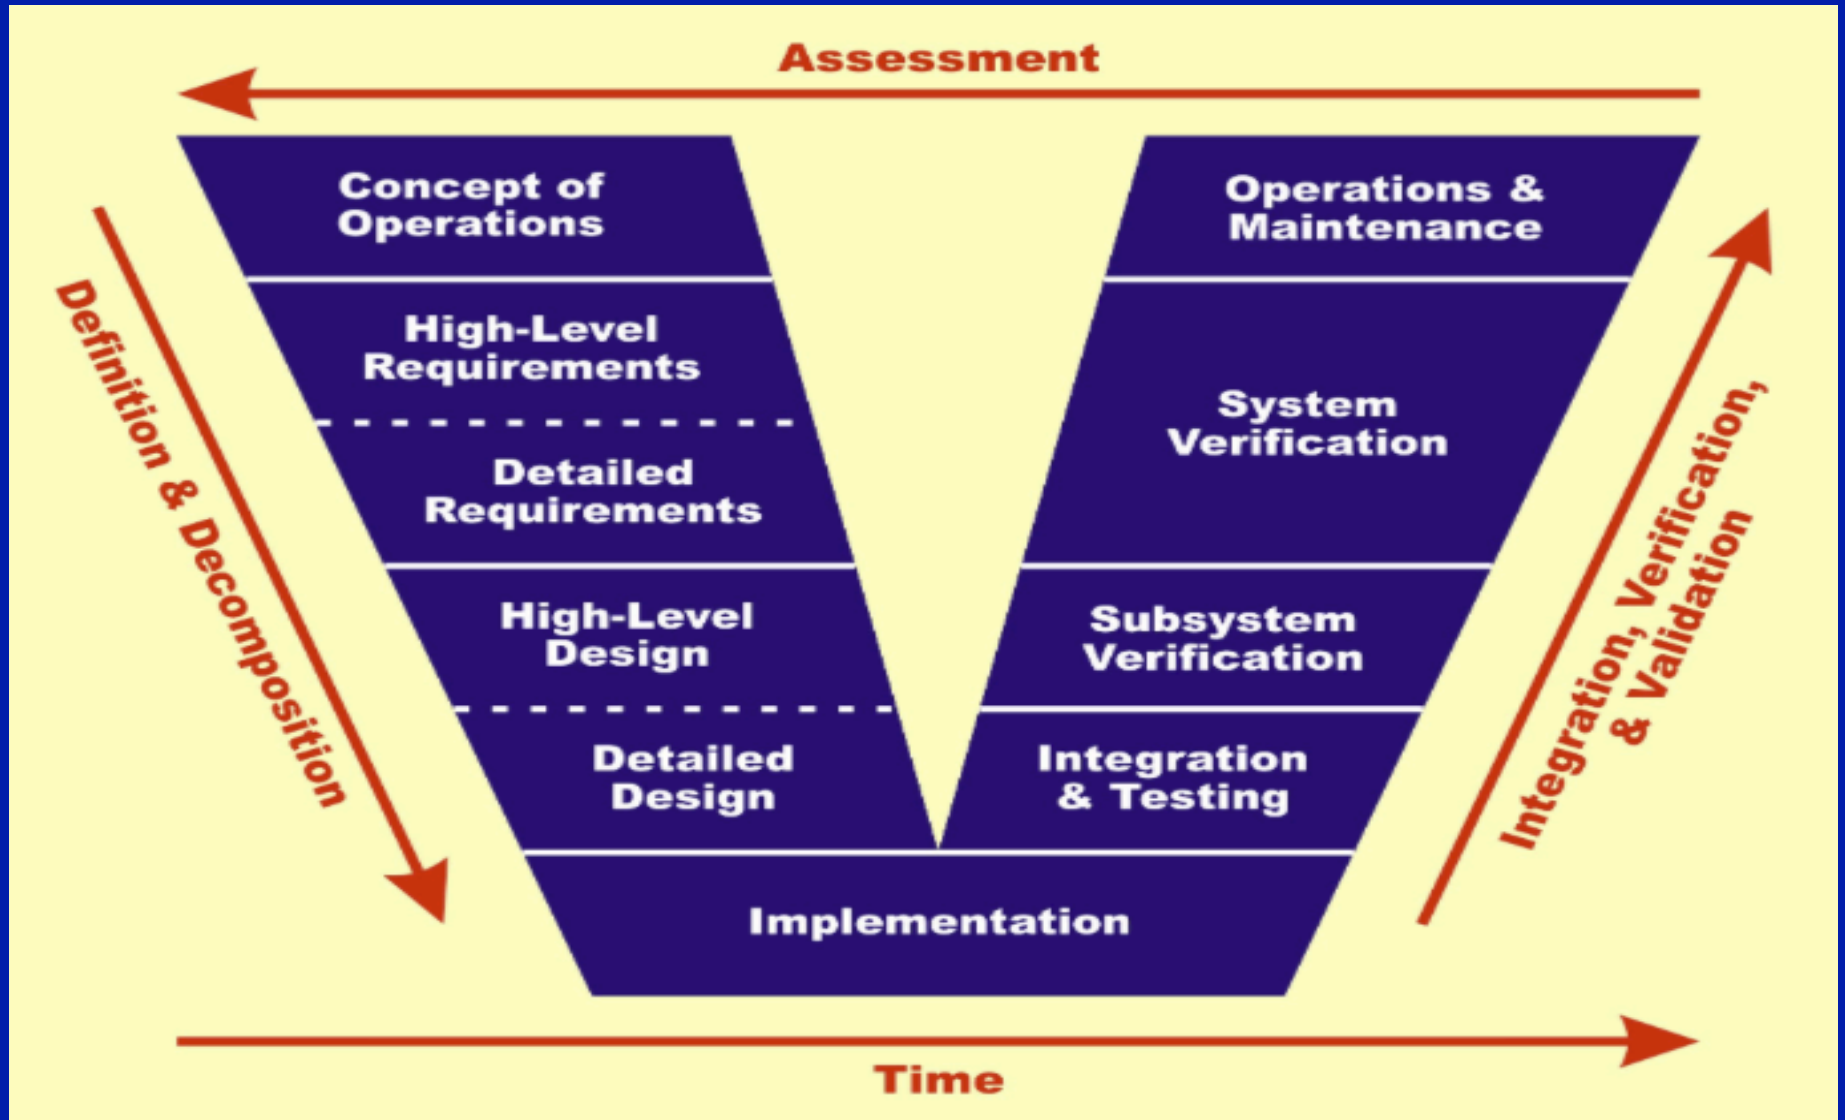 Assessment
Concept of
Operations
High-Level
Requirements
Detailed
Requirements
High-Level
Design
Detailed
Design
Implementation
Operations &
Maintenance
System
Verification
Subsystem
Verification
Integration
& Testing
Definition & Decomposition
Integration, Verification,
& Validation
Time